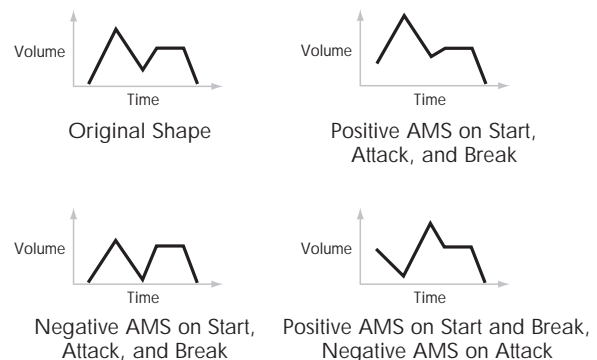 Volume
Time
Original Shape
Volume
Time
Positive AMS on Start,
Attack, and Break
Volume
Time
Negative AMS on Start,
Attack, and Break
Volume
Time
Positive AMS on Start and Break,
Negative AMS on Attack